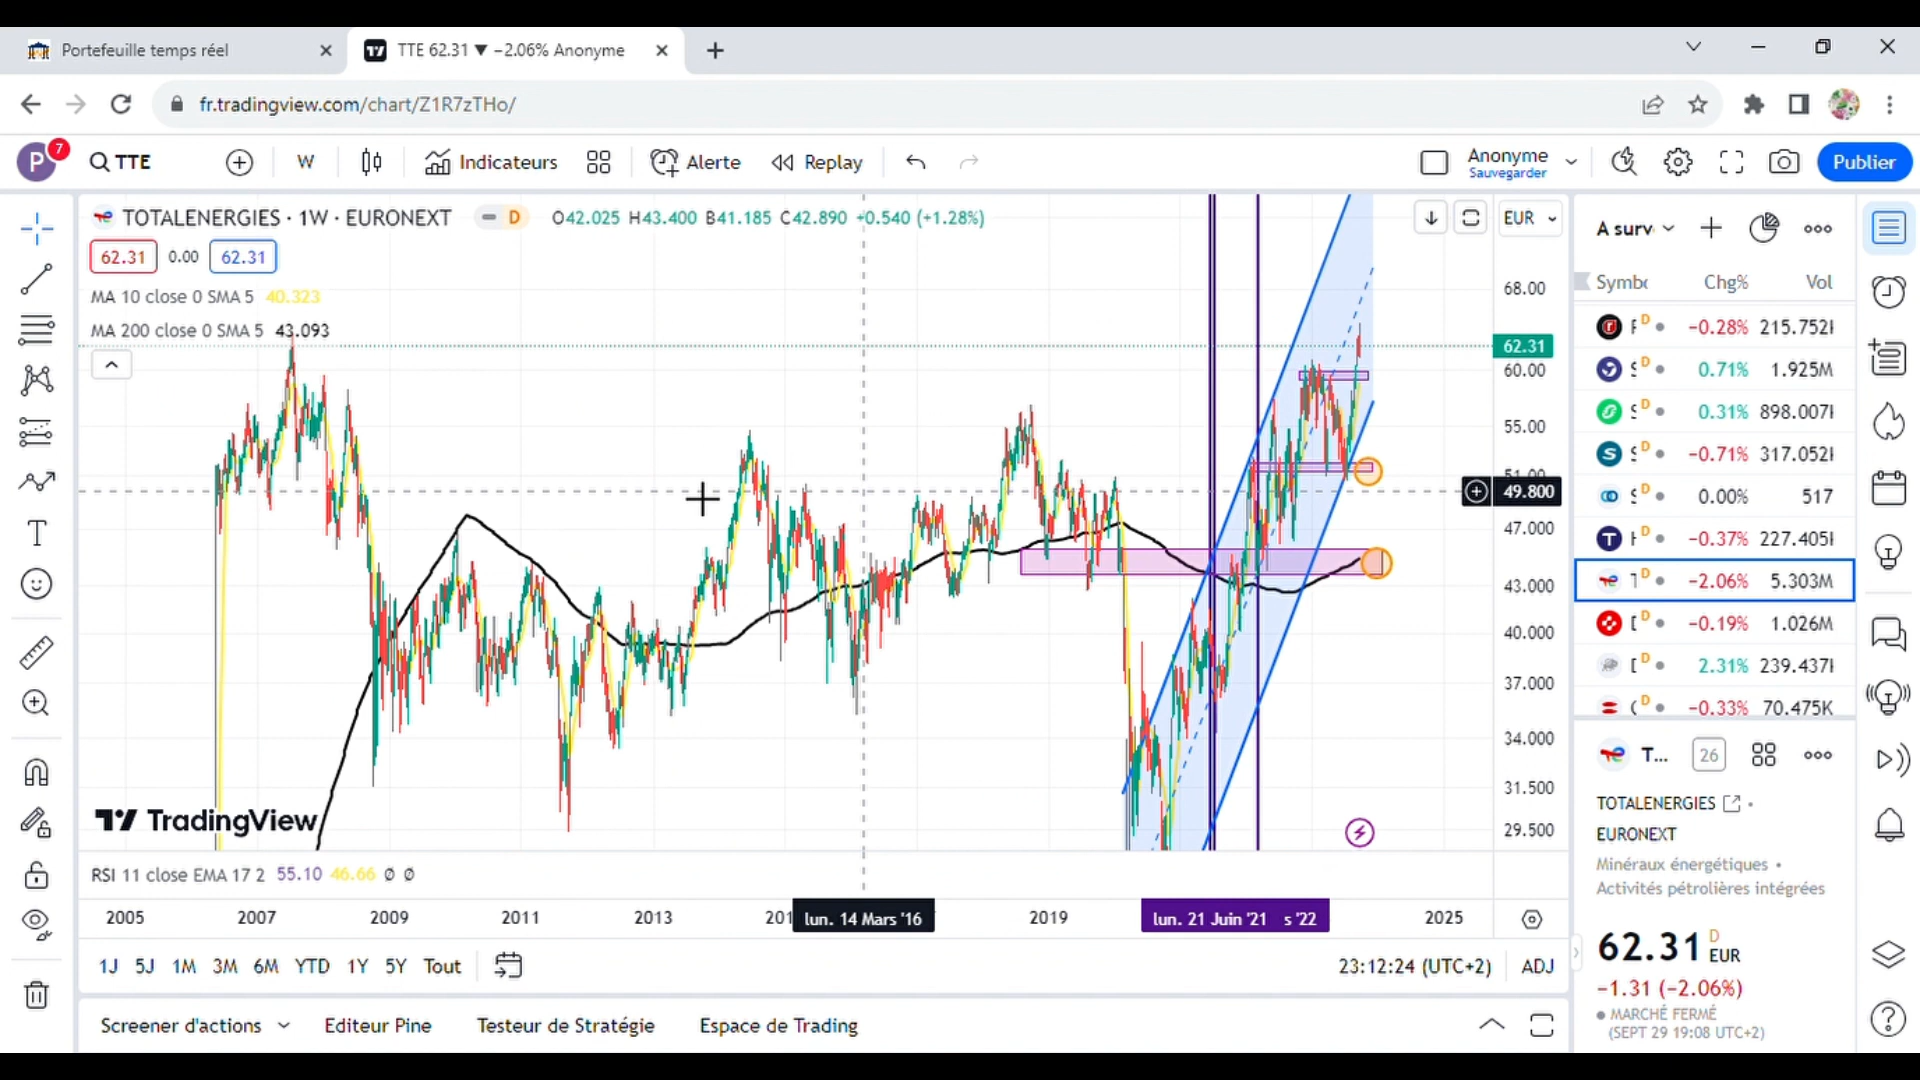 Portefeuille temps réel
TTE 62.31 ▼ −2.06% Anonyme
fr.tradingview.com/chart/Z1R7zTHo/
P 7
TTE
W
Indicateurs
Alerte
Replay
Anonyme
Sauvegarder
Publier
TOTALENERGIES · 1W · EURONEXT
D
O42.025 H43.400 B41.185 C42.890 +0.540 (+1.28%)
EUR
62.31 0.00 62.31
MA 10 close 0 SMA 5 40.323
MA 200 close 0 SMA 5 43.093
68.00
62.31
60.00
55.00
51.00
49.800
47.000
43.000
40.000
37.000
34.000
31.500
29.500
TradingView
RSI 11 close EMA 17 2 55.10 46.66 Ø Ø
2005 2007 2009 2011 2013 lun. 14 Mars '16 2019 lun. 21 Juin '21 s '22 2025
1J 5J 1M 3M 6M YTD 1Y 5Y Tout
23:12:24 (UTC+2) ADJ
Screener d'actions
Editeur Pine
Testeur de Stratégie
Espace de Trading
A surv
Chg% Vol
D −0.28%
D 0.71% 1.925M
D 0.31%
D −0.71%
D 0.00% 517
D −0.37%
D −2.06% 5.303M
D −0.19% 1.026M
D 2.31%
D −0.33% 70.475K
T... 26
TOTALENERGIES
EURONEXT
Minéraux énergétiques •
Activités pétrolières intégrées
62.31 D EUR
−1.31 (−2.06%)
MARCHÉ FERMÉ
(SEPT 29 19:08 UTC+2)